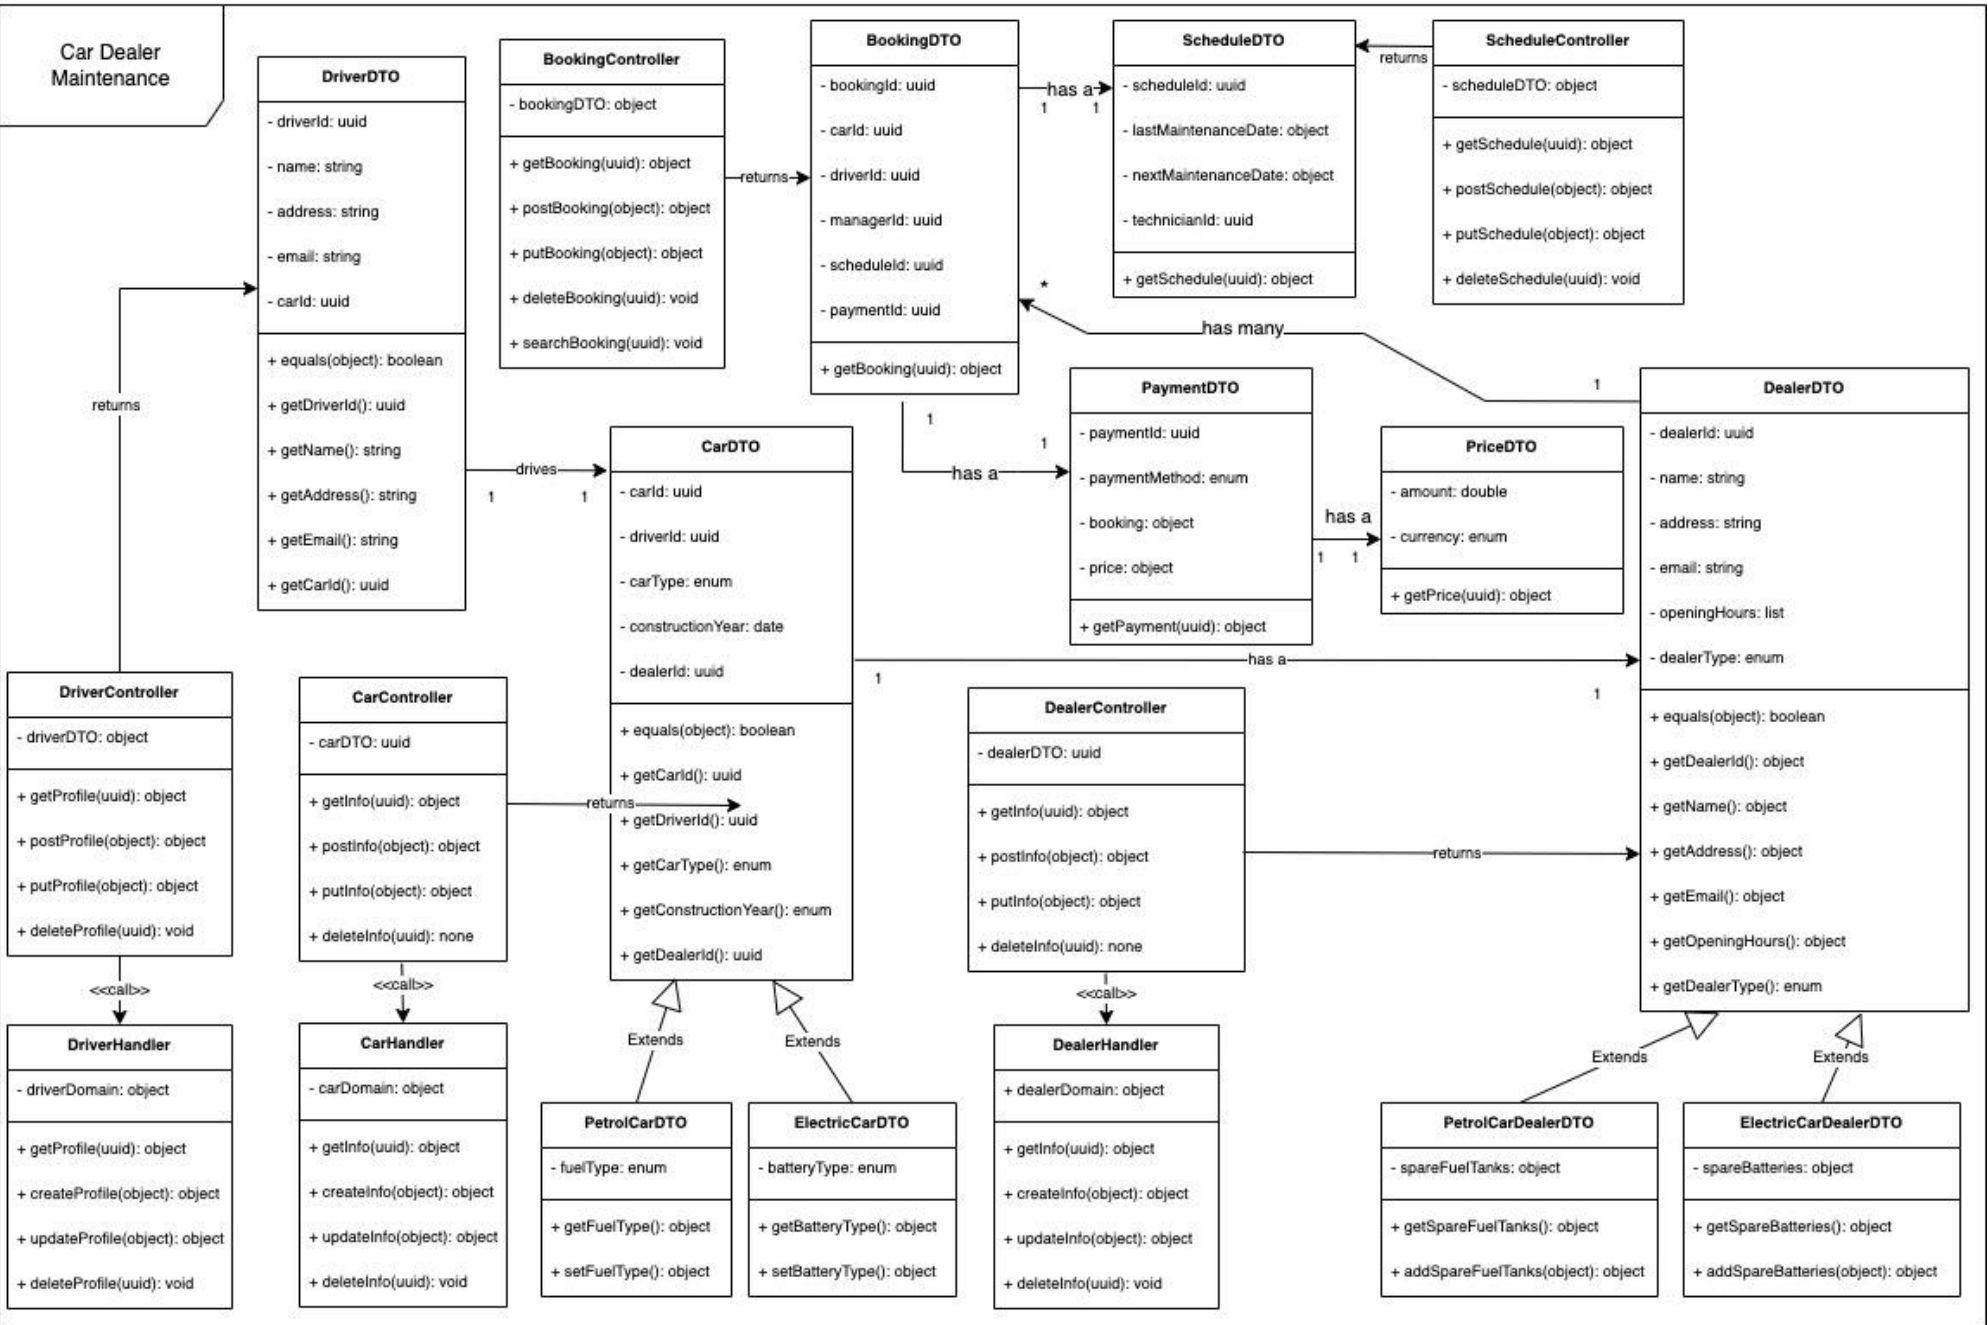 Car Dealer
Maintenance
DriverDTO
- driverId: uuid
- name: string
- address: string
- email: string
- carId: uuid
+ equals(object): boolean
+ getDriverId(): uuid
+ getName(): string
+ getAddress(): string
+ getEmail(): string
+ getCarId(): uuid
BookingController
- bookingDTO: object
+ getBooking(uuid): object
+ postBooking(object): object
+ putBooking(object): object
+ deleteBooking(uuid): void
+ searchBooking(uuid): void
returns
BookingDTO
- bookingId: uuid
- carId: uuid
- driverId: uuid
- managerId: uuid
- scheduleId: uuid
- paymentId: uuid
+ getBooking(uuid): object
has a
1
1
ScheduleDTO
- scheduleId: uuid
- lastMaintenanceDate: object
- nextMaintenanceDate: object
- technicianId: uuid
+ getSchedule(uuid): object
returns
ScheduleController
- scheduleDTO: object
+ getSchedule(uuid): object
+ postSchedule(object): object
+ putSchedule(object): object
+ deleteSchedule(uuid): void
*
has many
1
returns
drives
1
1
CarDTO
- carId: uuid
- driverId: uuid
- carType: enum
- constructionYear: date
- dealerId: uuid
+ equals(object): boolean
+ getCarId(): uuid
+ getDriverId(): uuid
+ getCarType(): enum
+ getConstructionYear(): enum
+ getDealerId(): uuid
1
1
has a
PaymentDTO
- paymentId: uuid
- paymentMethod: enum
- booking: object
- price: object
+ getPayment(uuid): object
has a
1
1
PriceDTO
- amount: double
- currency: enum
+ getPrice(uuid): object
DealerDTO
- dealerId: uuid
- name: string
- address: string
- email: string
- openingHours: list
- dealerType: enum
+ equals(object): boolean
+ getDealerId(): object
+ getName(): object
+ getAddress(): object
+ getEmail(): object
+ getOpeningHours(): object
+ getDealerType(): enum
has a
1
1
DriverController
- driverDTO: object
+ getProfile(uuid): object
+ postProfile(object): object
+ putProfile(object): object
+ deleteProfile(uuid): void
CarController
- carDTO: uuid
+ getInfo(uuid): object
+ postInfo(object): object
+ putInfo(object): object
+ deleteInfo(uuid): none
returns
DealerController
- dealerDTO: uuid
+ getInfo(uuid): object
+ postInfo(object): object
+ putInfo(object): object
+ deleteInfo(uuid): none
returns
<<call>>
<<call>>
<<call>>
Extends
Extends
Extends
Extends
DriverHandler
- driverDomain: object
+ getProfile(uuid): object
+ createProfile(object): object
+ updateProfile(object): object
+ deleteProfile(uuid): void
CarHandler
- carDomain: object
+ getInfo(uuid): object
+ createInfo(object): object
+ updateInfo(object): object
+ deleteInfo(uuid): void
PetrolCarDTO
- fuelType: enum
+ getFuelType(): object
+ setFuelType(): object
ElectricCarDTO
- batteryType: enum
+ getBatteryType(): object
+ setBatteryType(): object
DealerHandler
+ dealerDomain: object
+ getInfo(uuid): object
+ createInfo(object): object
+ updateInfo(object): object
+ deleteInfo(uuid): void
PetrolCarDealerDTO
- spareFuelTanks: object
+ getSpareFuelTanks(): object
+ addSpareFuelTanks(object): object
ElectricCarDealerDTO
- spareBatteries: object
+ getSpareBatteries(): object
+ addSpareBatteries(object): object